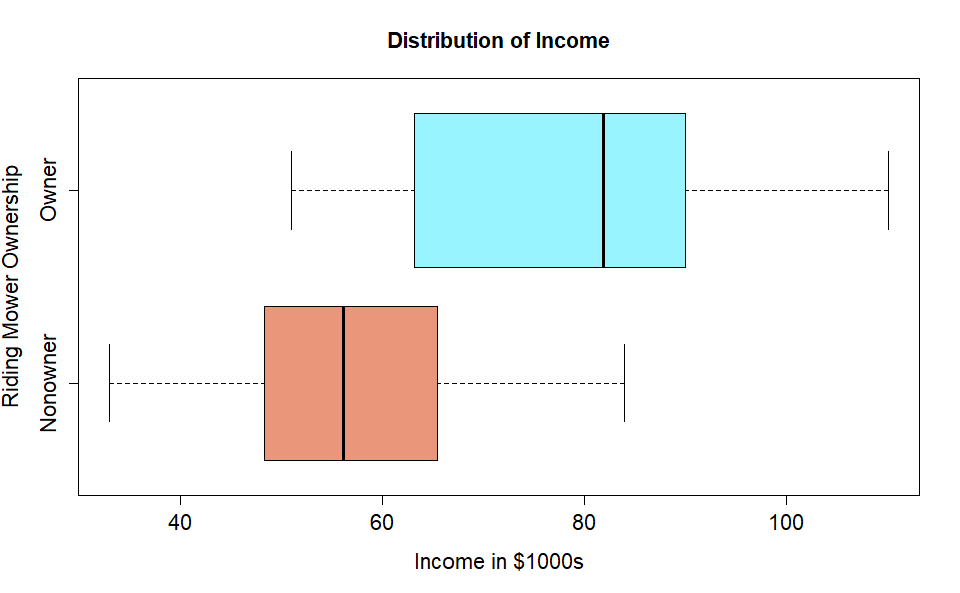 Distribution of Income
Riding Mower Ownership
Owner
Nonowner
40 60 80 100
Income in $1000s